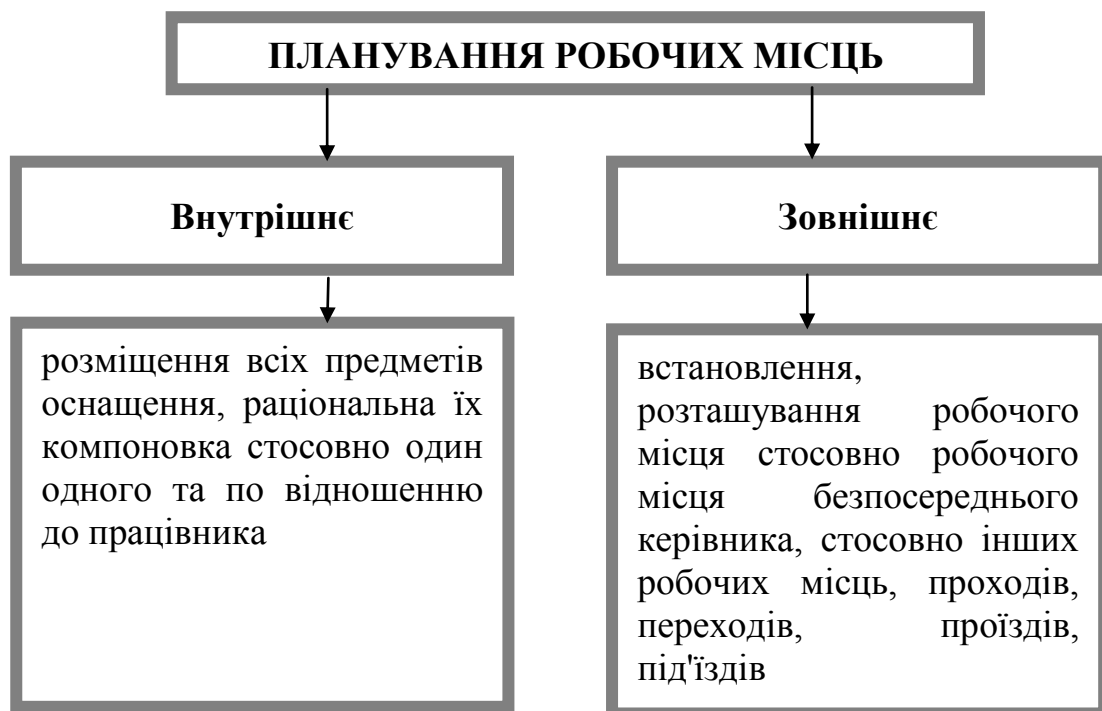 ПЛАНУВАННЯ РОБОЧИХ МІСЦЬ
Внутрішнє
Зовнішнє
розміщення всіх предметів
оснащення, раціональна їх
компоновка стосовно один
одного та по відношенню
до працівника
встановлення,
розташування робочого
місця стосовно робочого
місця безпосереднього
керівника, стосовно інших
робочих місць, проходів,
переходів, проїздів,
під'їздів